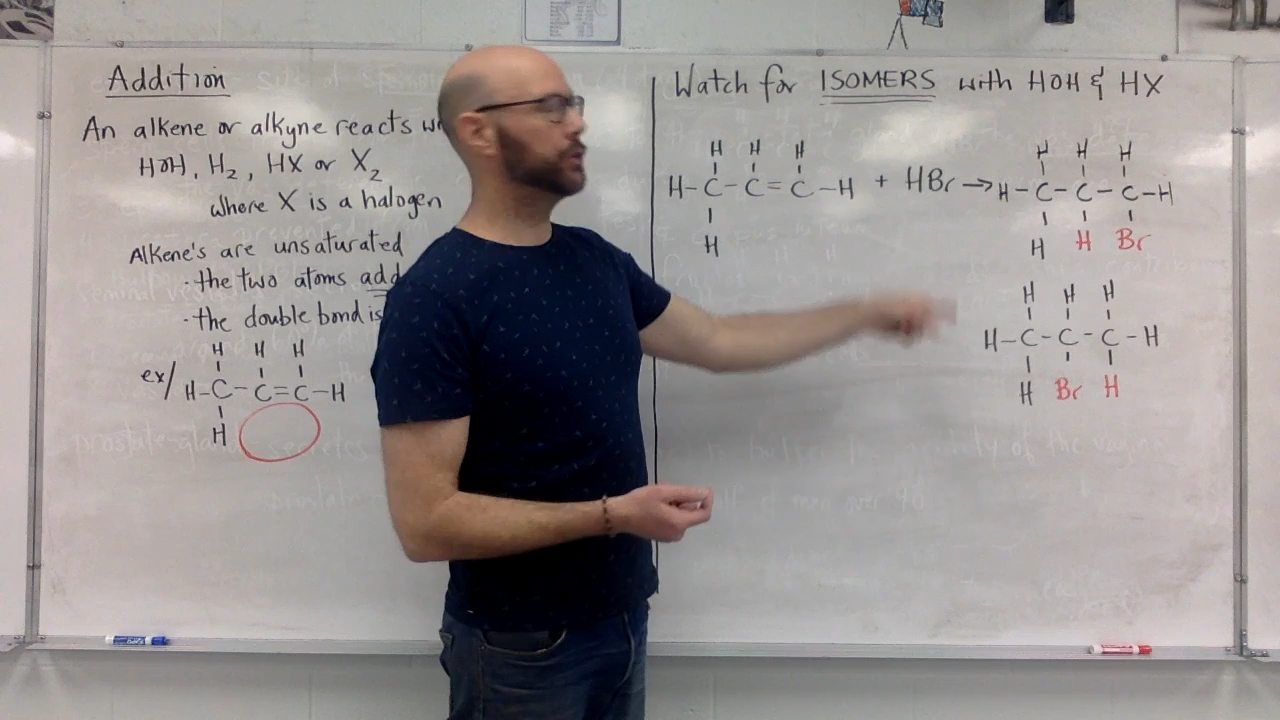 Addition
An alkene or alkyne reacts
HOH, H₂, HX or X₂
where X is a halogen
Alkene's are unsaturated
· the two atoms add
· the double bond is
H H H
ex/ H-C-C=C-H
H
Watch for ISOMERS with HOH & HX
H H H
H-C-C=C-H + HBr →
H
H H H
H-C-C-C-H
H H Br
H H H
H-C-C-C-H
H Br H